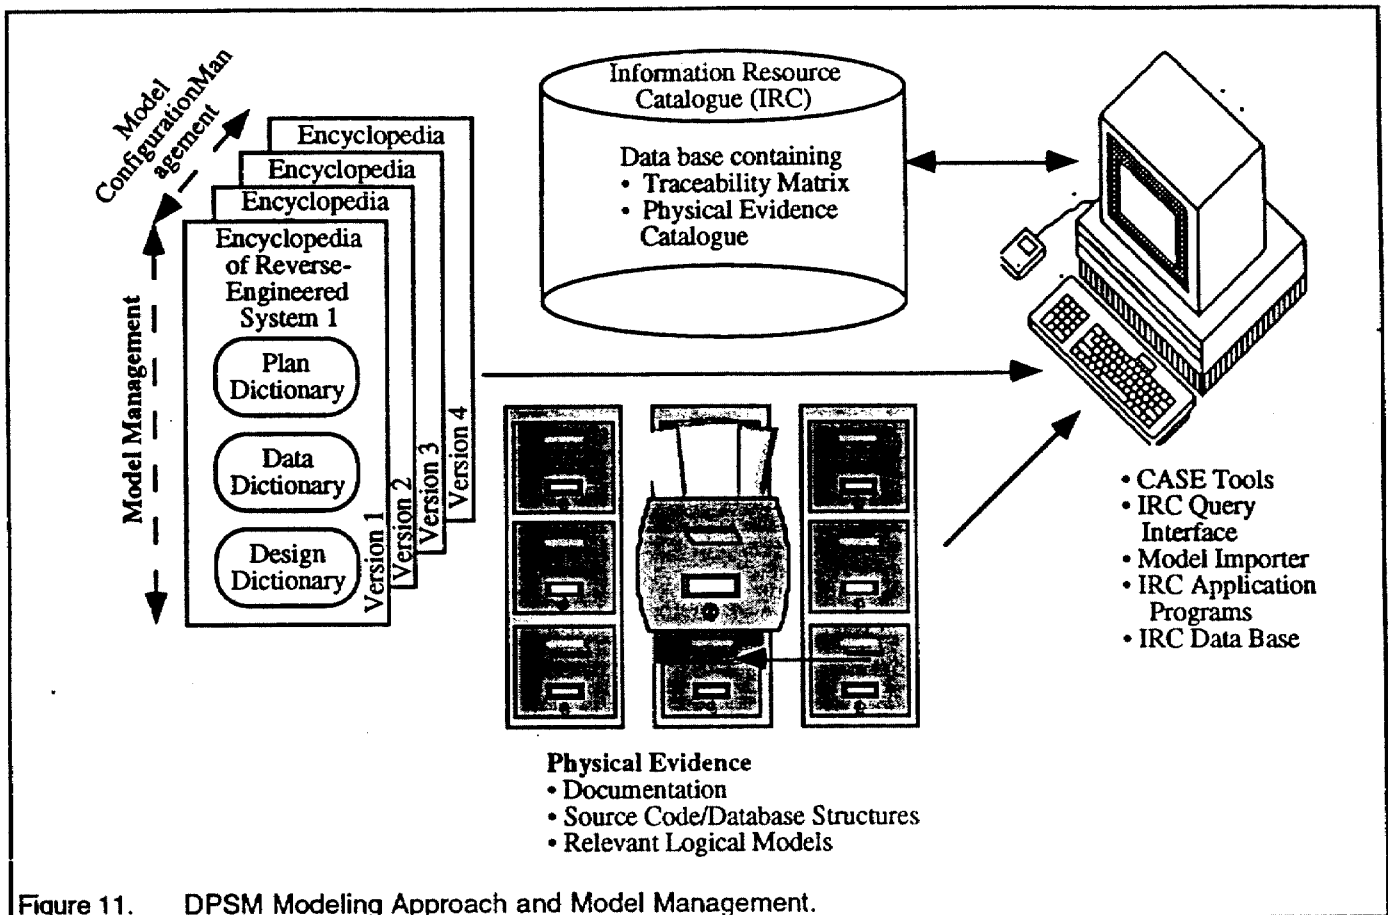 Model
ConfigurationMan
agement
Model Management
Encyclopedia
Encyclopedia
Encyclopedia
Encyclopedia
of Reverse-
Engineered
System 1
Plan
Dictionary
Data
Dictionary
Design
Dictionary
Version 1
Version 2
Version 3
Version 4
Information Resource
Catalogue (IRC)
Data base containing
• Traceability Matrix
• Physical Evidence
Catalogue
• CASE Tools
• IRC Query
Interface
• Model Importer
• IRC Application
Programs
• IRC Data Base
Physical Evidence
• Documentation
• Source Code/Database Structures
• Relevant Logical Models
Figure 11. DPSM Modeling Approach and Model Management.